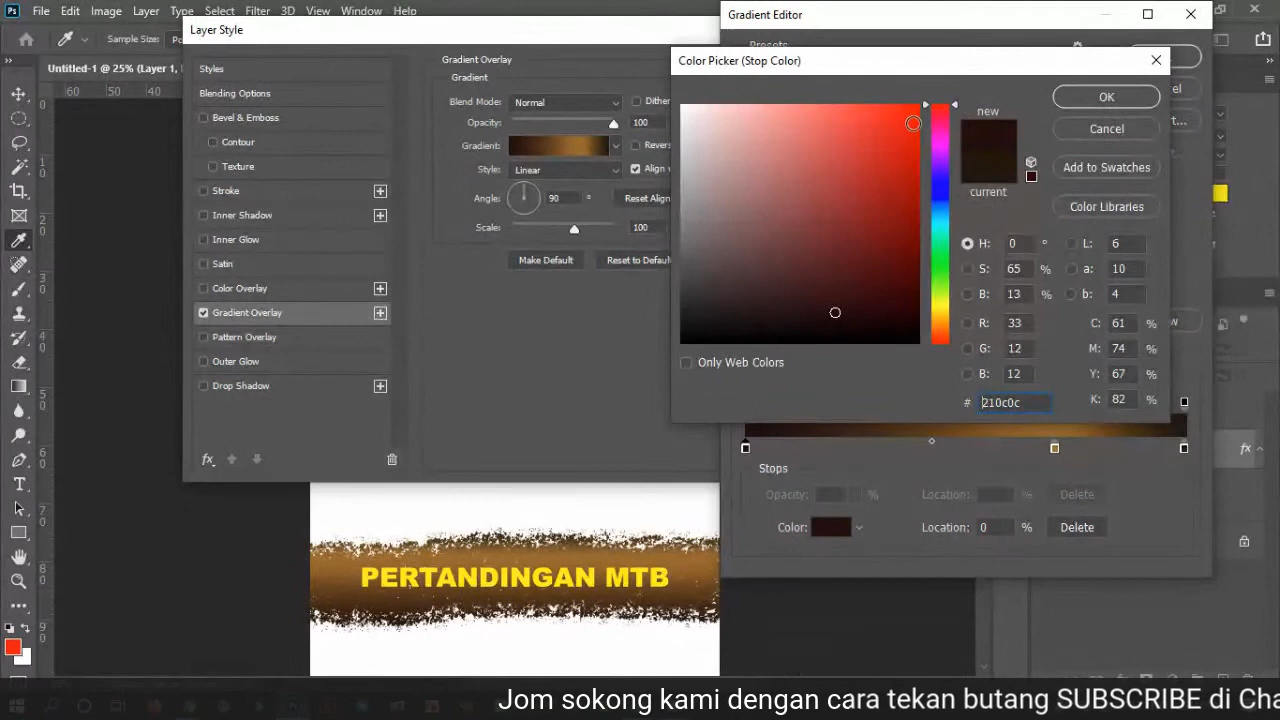 Ps File Edit Image Layer Type Select Filter 3D View Window Help
Sample Size:
Untitled-1 @ 25% (Layer 1,
60 50 40
Layer Style
Styles
Blending Options
Bevel & Emboss
Contour
Texture
Stroke
Inner Shadow
Inner Glow
Satin
Color Overlay
Gradient Overlay
Pattern Overlay
Outer Glow
Drop Shadow
fx
Gradient Overlay
Gradient
Blend Mode: Normal
Dither
Opacity: 100
Gradient:
Style: Linear
Angle: 90 °
Reset Align
Scale: 100
Make Default
Gradient Editor
Presets
Color Picker (Stop Color)
new
current
OK
Cancel
Add to Swatches
Color Libraries
H: 0 °
L: 6
S: 65 %
a: 10
B: 13 %
b: 4
R: 33
C: 61 %
G: 12
M: 74 %
B: 12
Y: 67 %
# 210c0c
K: 82 %
Only Web Colors
Stops
Opacity: % Location: % Delete
Color: Location: 0 % Delete
fx
PERTANDINGAN MTB
Jom sokong kami dengan cara tekan butang SUBSCRIBE di Cha